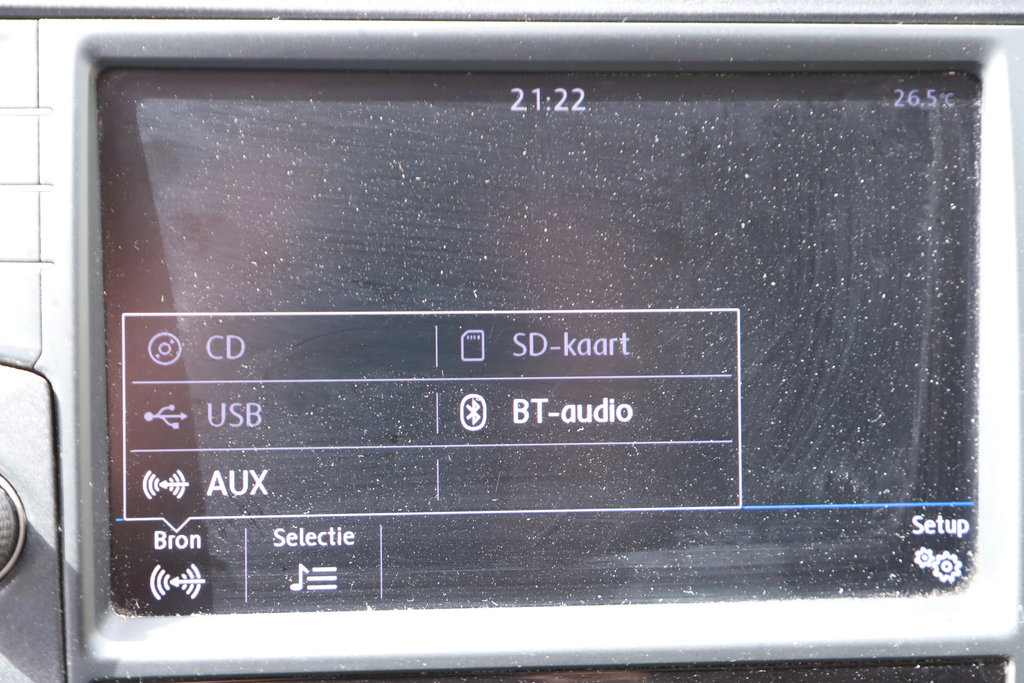 21:22 26.5°C
CD SD-kaart
USB BT-audio
AUX
Bron Selectie Setup